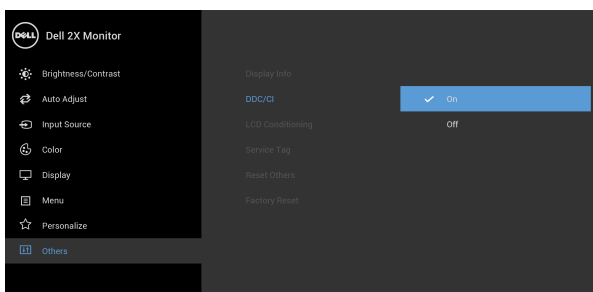 DELL Dell 2X Monitor
Brightness/Contrast
Display Info
Auto Adjust
DDC/CI
On
Input Source
LCD Conditioning
Off
Color
Service Tag
Display
Reset Others
Menu
Factory Reset
Personalize
Others